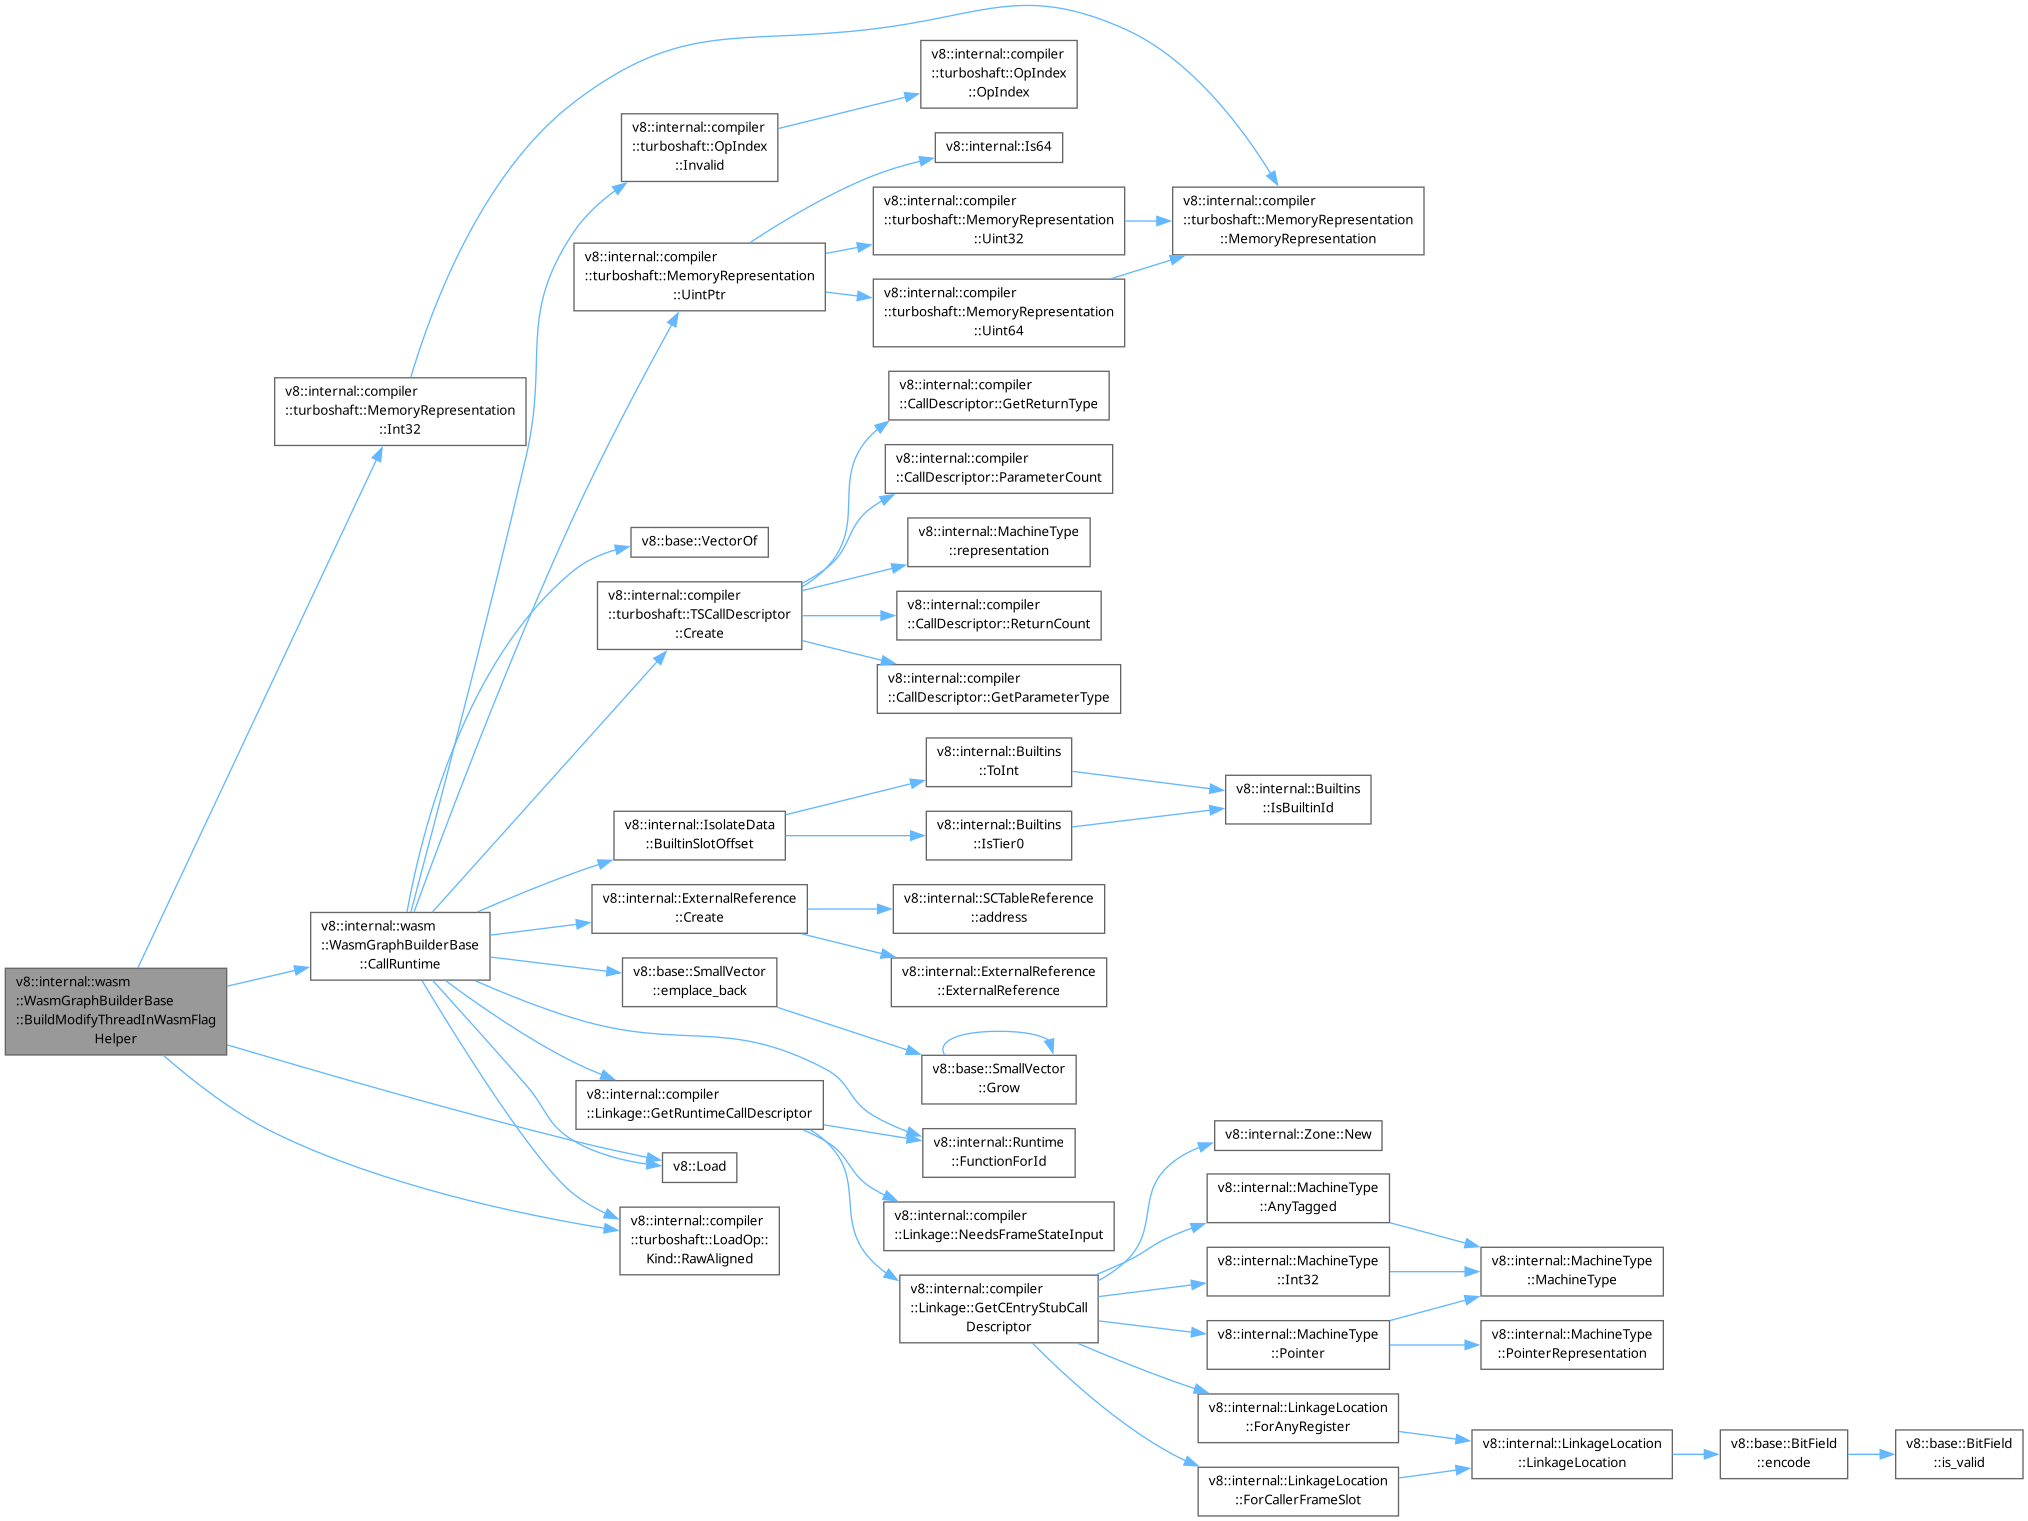 v8::internal::compiler
::turboshaft::OpIndex
::OpIndex
v8::internal::compiler
::turboshaft::OpIndex
::Invalid
v8::internal::Is64
v8::internal::compiler
::turboshaft::MemoryRepresentation
::Uint32
v8::internal::compiler
::turboshaft::MemoryRepresentation
::MemoryRepresentation
v8::internal::compiler
::turboshaft::MemoryRepresentation
::UintPtr
v8::internal::compiler
::turboshaft::MemoryRepresentation
::Uint64
v8::internal::compiler
::turboshaft::MemoryRepresentation
::Int32
v8::internal::compiler
::CallDescriptor::GetReturnType
v8::internal::compiler
::CallDescriptor::ParameterCount
v8::base::VectorOf
v8::internal::MachineType
::representation
v8::internal::compiler
::turboshaft::TSCallDescriptor
::Create
v8::internal::compiler
::CallDescriptor::ReturnCount
v8::internal::compiler
::CallDescriptor::GetParameterType
v8::internal::Builtins
::ToInt
v8::internal::Builtins
::IsBuiltinId
v8::internal::IsolateData
::BuiltinSlotOffset
v8::internal::Builtins
::IsTier0
v8::internal::ExternalReference
::Create
v8::internal::SCTableReference
::address
v8::internal::wasm
::WasmGraphBuilderBase
::CallRuntime
v8::internal::wasm
::WasmGraphBuilderBase
::BuildModifyThreadInWasmFlag
Helper
v8::base::SmallVector
::emplace_back
v8::internal::ExternalReference
::ExternalReference
v8::base::SmallVector
::Grow
v8::internal::compiler
::Linkage::GetRuntimeCallDescriptor
v8::internal::Runtime
::FunctionForId
v8::internal::Zone::New
v8::Load
v8::internal::MachineType
::AnyTagged
v8::internal::compiler
::turboshaft::LoadOp::
Kind::RawAligned
v8::internal::compiler
::Linkage::NeedsFrameStateInput
v8::internal::MachineType
::Int32
v8::internal::MachineType
::MachineType
v8::internal::compiler
::Linkage::GetCEntryStubCall
Descriptor
v8::internal::MachineType
::Pointer
v8::internal::MachineType
::PointerRepresentation
v8::internal::LinkageLocation
::ForAnyRegister
v8::internal::LinkageLocation
::LinkageLocation
v8::base::BitField
::encode
v8::base::BitField
::is_valid
v8::internal::LinkageLocation
::ForCallerFrameSlot